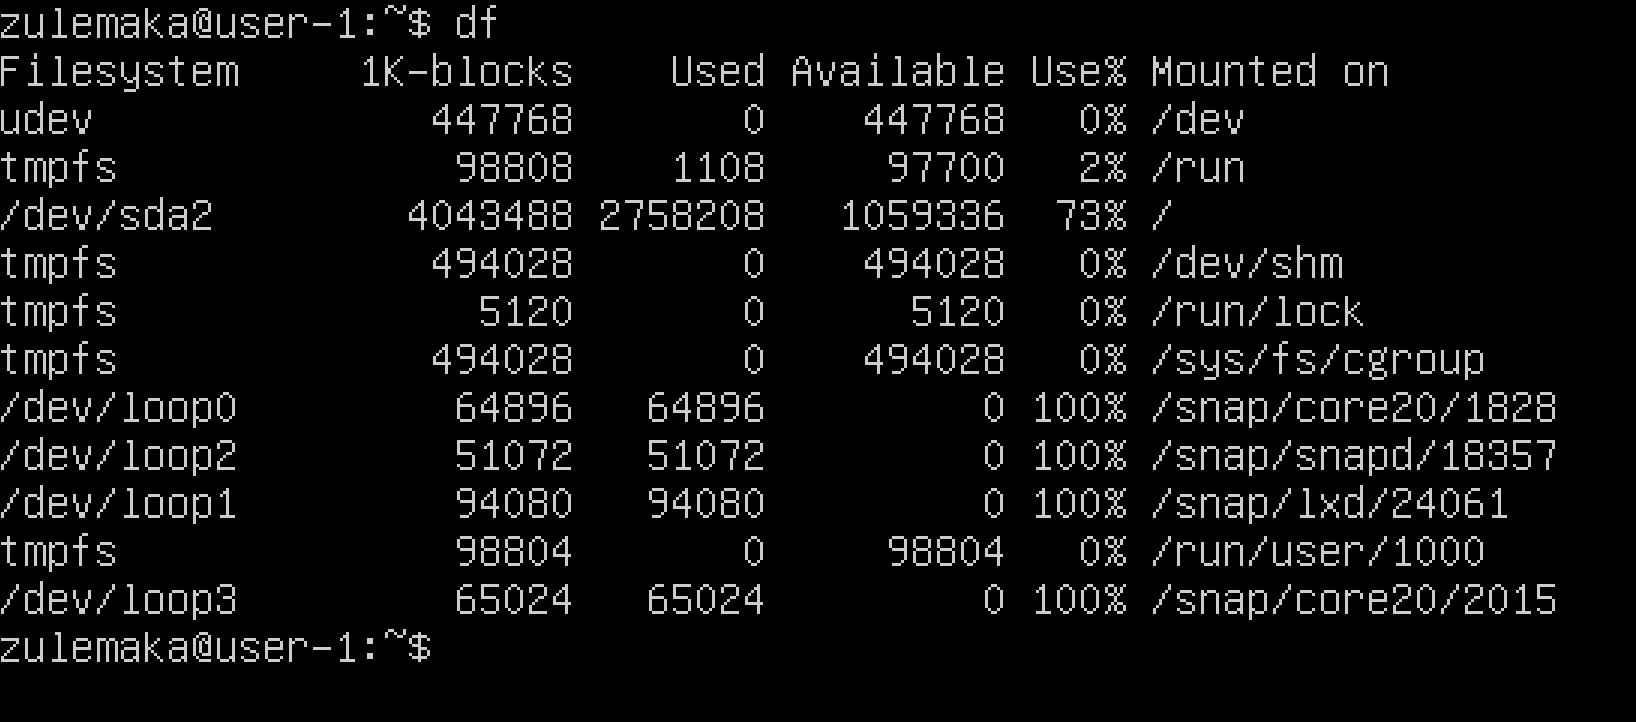 zulemaka@user-1:~$ df
Filesystem     1K-blocks    Used Available Use% Mounted on
udev              447768       0    447768   0% /dev
tmpfs              98808    1108     97700   2% /run
/dev/sda2        4043488 2758208   1059336  73% /
tmpfs             494028       0    494028   0% /dev/shm
tmpfs               5120       0      5120   0% /run/lock
tmpfs             494028       0    494028   0% /sys/fs/cgroup
/dev/loop0         64896   64896         0 100% /snap/core20/1828
/dev/loop2         51072   51072         0 100% /snap/snapd/18357
/dev/loop1         94080   94080         0 100% /snap/lxd/24061
tmpfs              98804       0     98804   0% /run/user/1000
/dev/loop3         65024   65024         0 100% /snap/core20/2015
zulemaka@user-1:~$